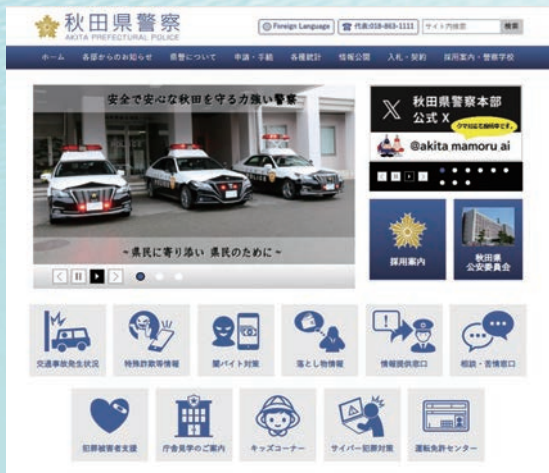 秋田県警察
AKITA PREFECTURAL POLICE
Foreign Language
代表:018-863-1111
サイト内検索
検索
ホーム
各部からのお知らせ
県警について
申請・手続
各種統計
情報公開
入札・契約
採用案内・警察学校
安全で安心な秋田を守る力強い警察
~県民に寄り添い 県民のために~
秋田県警察本部
公式 X
クマ対応も投稿中です。
@akita mamoru ai
採用案内
秋田県
公安委員会
交通事故発生状況
特殊詐欺等情報
闇バイト対策
落とし物情報
情報提供窓口
相談・苦情窓口
犯罪被害者支援
庁舎見学のご案内
キッズコーナー
サイバー犯罪対策
運転免許センター